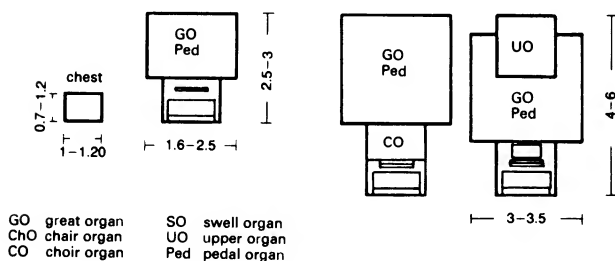 chest
0.7–1.2
1–1.20
GO
Ped
2.5–3
1.6–2.5
GO
Ped
CO
UO
GO
Ped
4–6
3–3.5
GO great organ
ChO chair organ
CO choir organ
SO swell organ
UO upper organ
Ped pedal organ